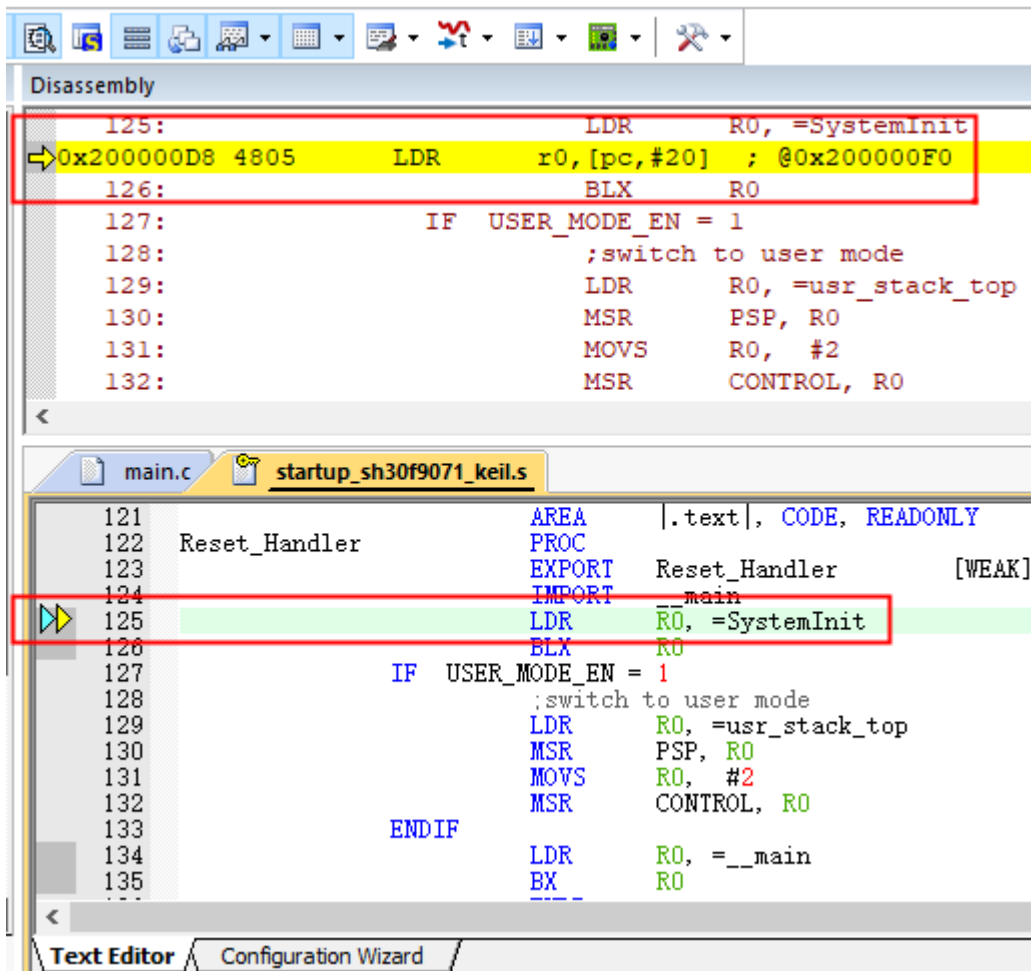 Disassembly
125: LDR R0, =SystemInit
0x200000D8 4805 LDR r0,[pc,#20] ; @0x200000F0
126: BLX R0
127: IF USER_MODE_EN = 1
128: ;switch to user mode
129: LDR R0, =usr_stack_top
130: MSR PSP, R0
131: MOVS R0, #2
132: MSR CONTROL, R0
main.c startup_sh30f9071_keil.s
121 AREA |.text|, CODE, READONLY
122 Reset_Handler PROC
123 EXPORT Reset_Handler [WEAK]
124 IMPORT __main
125 LDR R0, =SystemInit
126 BLX R0
127 IF USER_MODE_EN = 1
128 ;switch to user mode
129 LDR R0, =usr_stack_top
130 MSR PSP, R0
131 MOVS R0, #2
132 MSR CONTROL, R0
133 ENDIF
134 LDR R0, =__main
135 BX R0
Text Editor Configuration Wizard